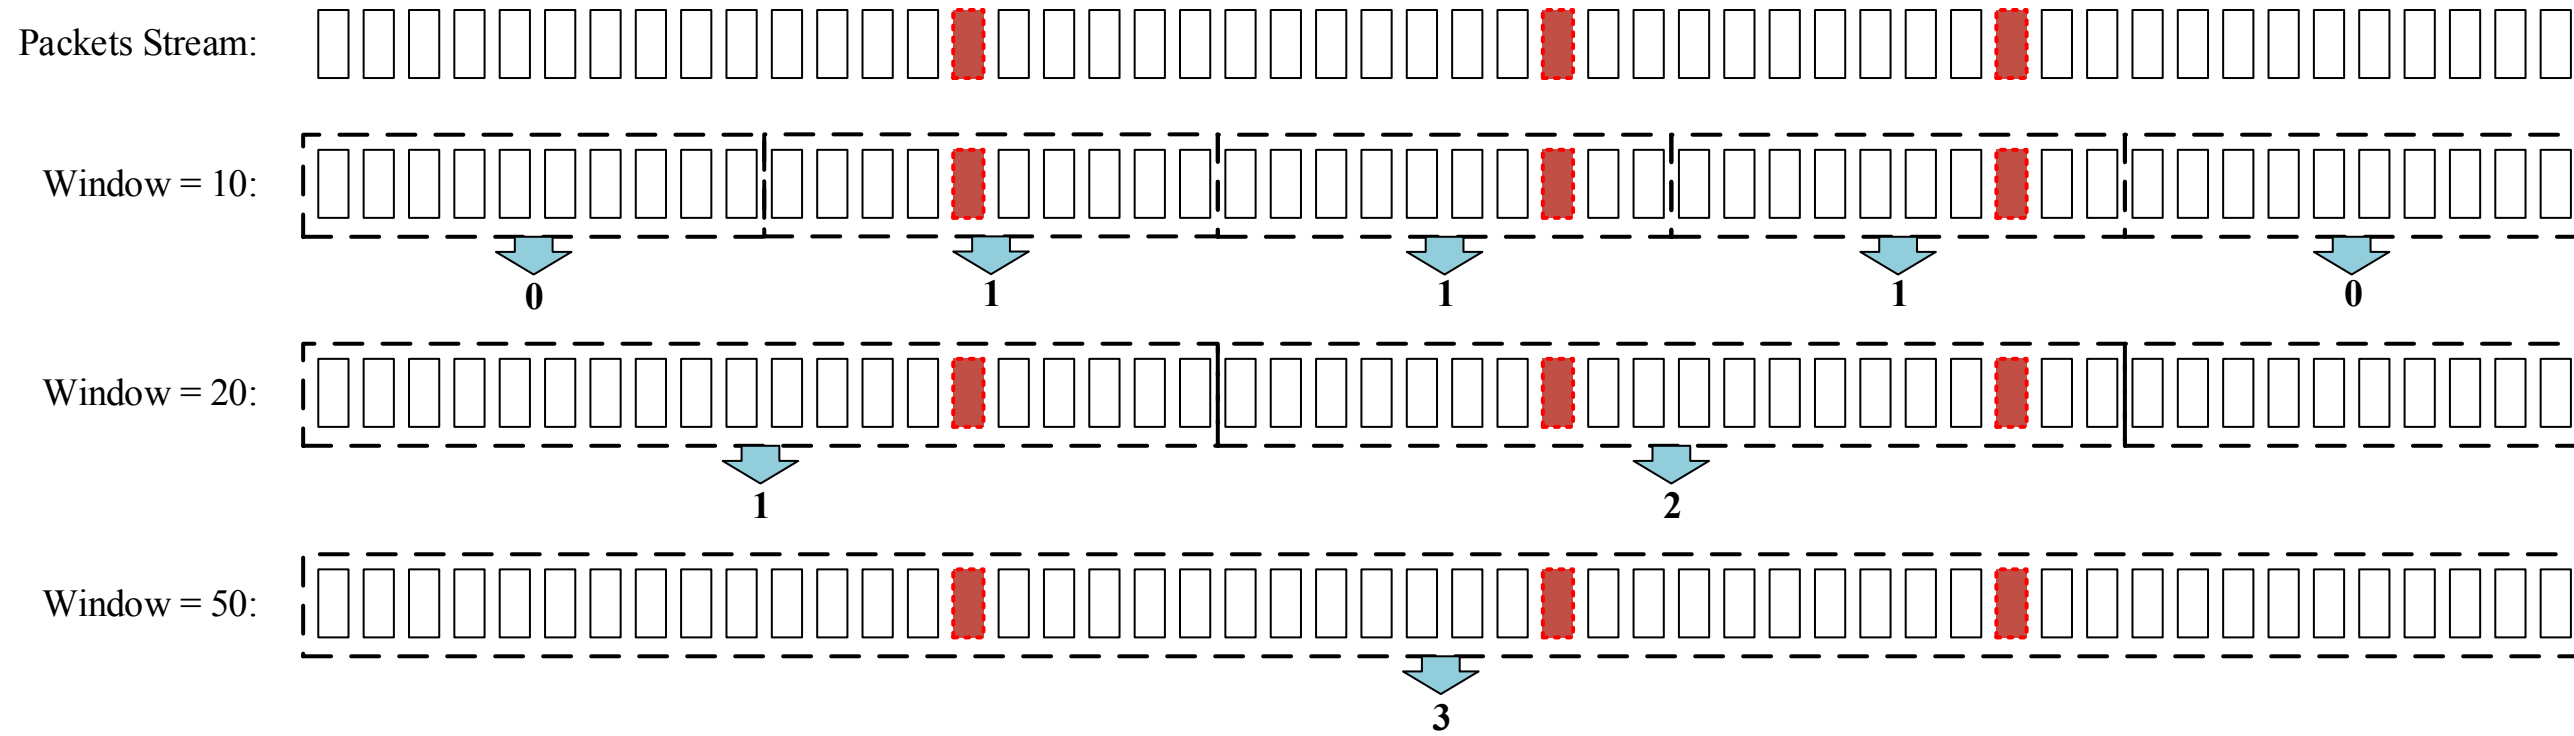 Packets Stream:
Window = 10:
0 1 1 1 0
Window = 20:
1 2
Window = 50:
3